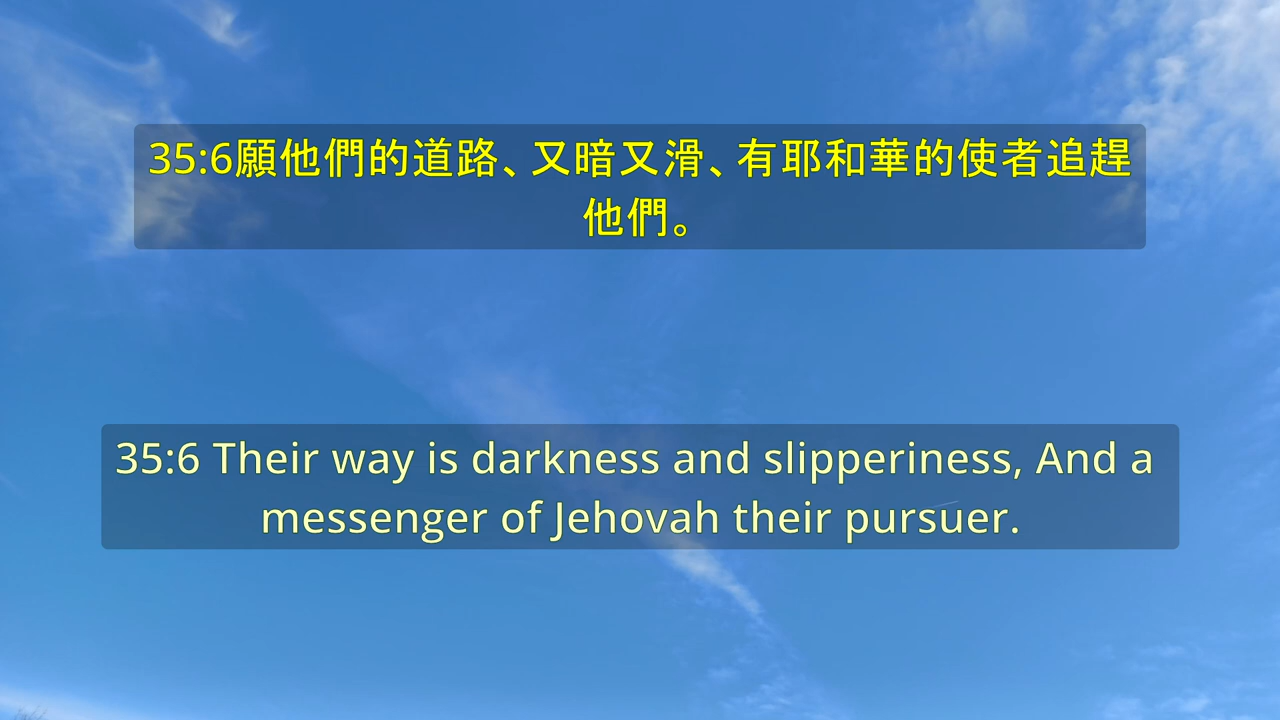 35:6願他們的道路、又暗又滑、有耶和華的使者追趕
他們。
35:6 Their way is darkness and slipperiness, And a
messenger of Jehovah their pursuer.